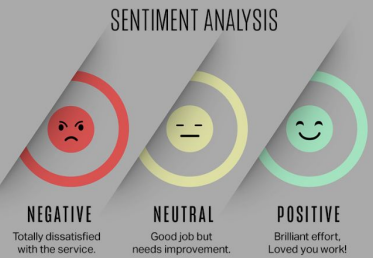 SENTIMENT ANALYSIS
NEGATIVE
Totally dissatisfied
with the service.
NEUTRAL
Good job but
needs improvement.
POSITIVE
Brilliant effort,
Loved you work!